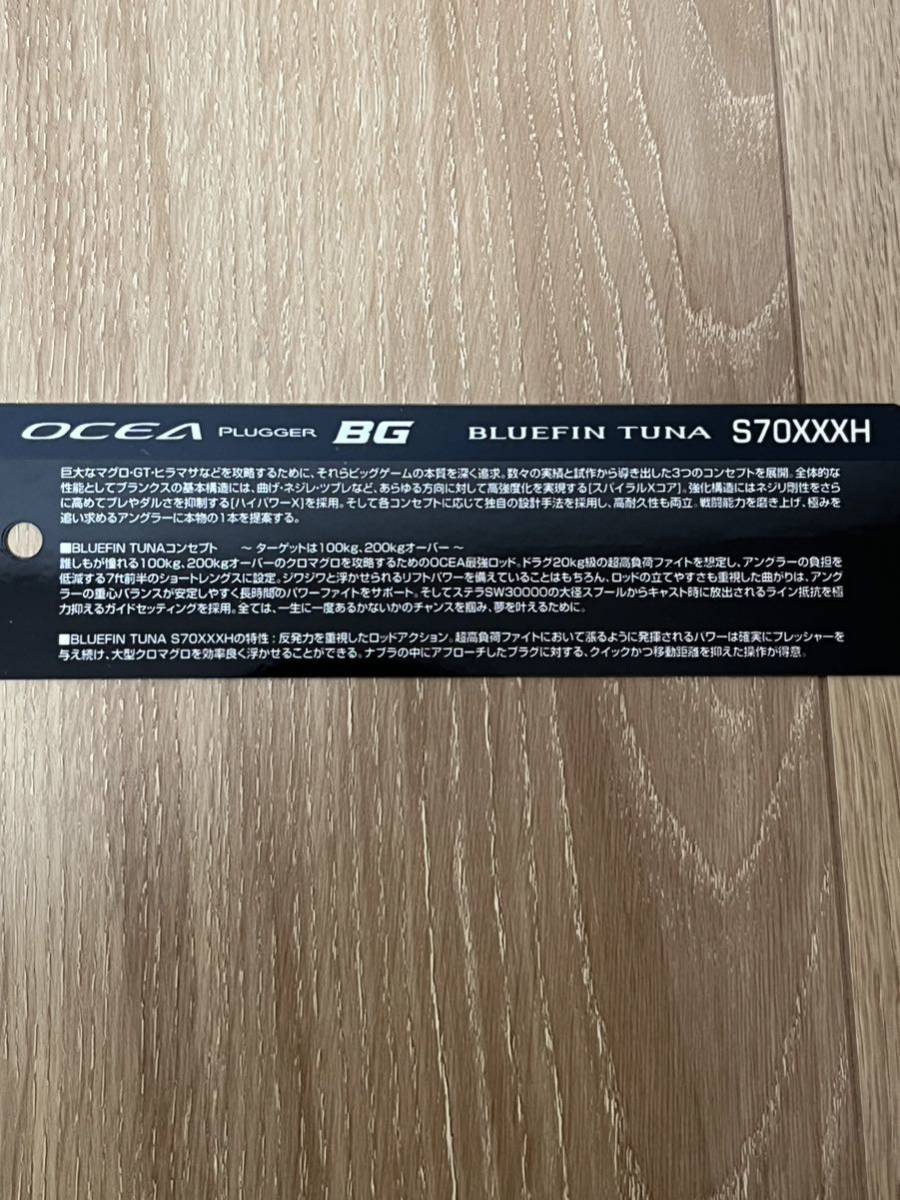 OCEA PLUGGER BG BLUEFIN TUNA S70XXXH
巨大なマグロ・GT・ヒラマサなどを攻略するために、それらビッグゲームの本質を深く追求。数々の実績と試作から導き出した3つのコンセプトを展開。全体的な
性能としてブランクスの基本構造には、曲げ・ネジレ・ツブレなど、あらゆる方向に対して高強度化を実現する[スパイラルXコア]。強化構造にはネジリ剛性をさら
に高めてブレやダルさを抑制する[ハイパワーX]を採用。そして各コンセプトに応じて独自の設計手法を採用し、高耐久性も両立。戦闘能力を磨き上げ、極みを
追い求めるアングラーに本物の1本を提案する。
■BLUEFIN TUNAコンセプト ～ターゲットは100kg、200kgオーバー～
誰しもが憧れる100kg、200kgオーバーのクロマグロを攻略するためのOCEA最強ロッド。ドラグ20kg級の超高負荷ファイトを想定し、アングラーの負担を
低減する7ft前半のショートレングスに設定。ジワジワと浮かせられるリフトパワーを備えていることはもちろん、ロッドの立てやすさも重視した曲がりは、アング
ラーの重心バランスが安定しやすく長時間のパワーファイトをサポート。そしてステラSW30000の大径スプールからキャスト時に放出されるライン抵抗を極
力抑えるガイドセッティングを採用。全ては、一生に一度あるかないかのチャンスを掴み、夢を叶えるために。
■BLUEFIN TUNA S70XXXHの特性：反発力を重視したロッドアクション。超高負荷ファイトにおいて漲るように発揮されるパワーは確実にプレッシャーを
与え続け、大型クロマグロを効率良く浮かせることができる。ナブラの中にアプローチしたプラグに対する、クイックかつ移動距離を抑えた操作が得意。